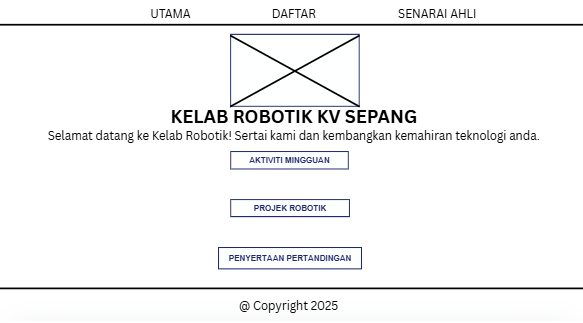 UTAMA DAFTAR SENARAI AHLI
KELAB ROBOTIK KV SEPANG
Selamat datang ke Kelab Robotik! Sertai kami dan kembangkan kemahiran teknologi anda.
AKTIVITI MINGGUAN
PROJEK ROBOTIK
PENYERTAAN PERTANDINGAN
@ Copyright 2025